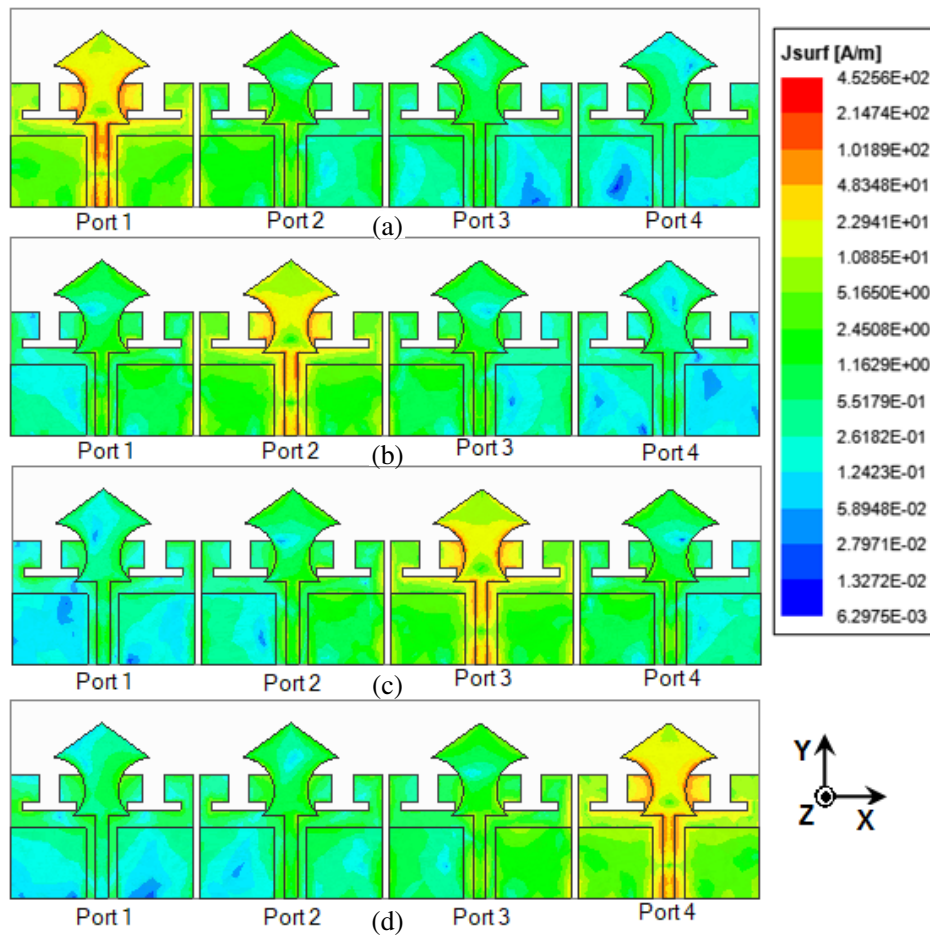 Port 1 Port 2 Port 3 Port 4
(a)
Port 1 Port 2 Port 3 Port 4
(b)
Port 1 Port 2 Port 3 Port 4
(c)
Port 1 Port 2 Port 3 Port 4
(d)
Jsurf [A/m]
4.5256E+02
2.1474E+02
1.0189E+02
4.8348E+01
2.2941E+01
1.0885E+01
5.1650E+00
2.4508E+00
1.1629E+00
5.5179E-01
2.6182E-01
1.2423E-01
5.8948E-02
2.7971E-02
1.3272E-02
6.2975E-03
Y
Z X